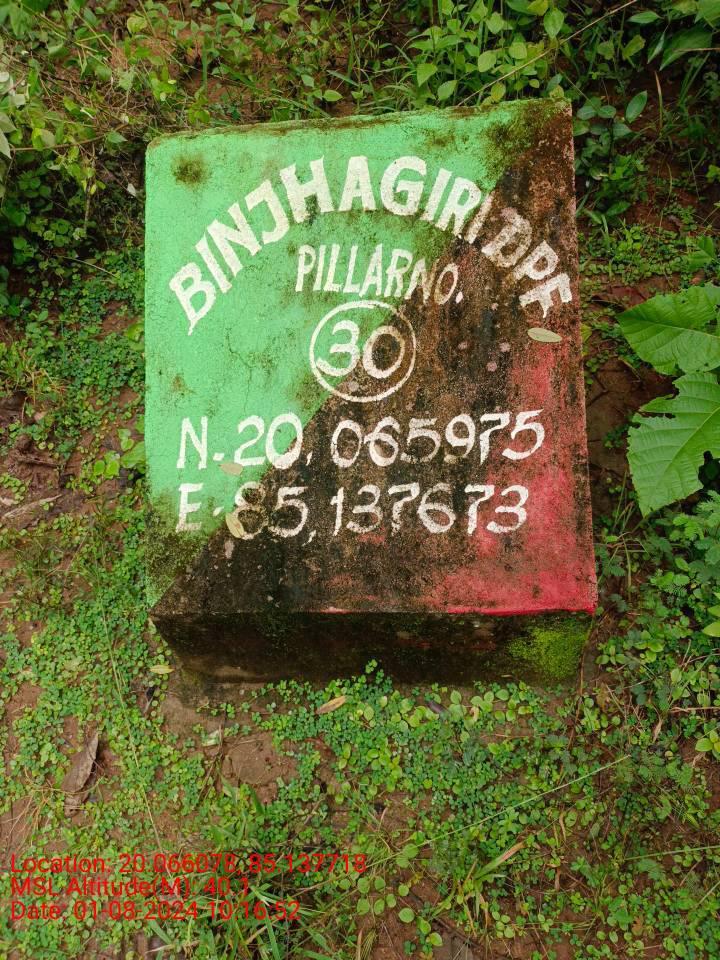 BINJHAGIRI DPF
PILLAR NO.
30
N-20,065975
E-85,137673
Location: 20.066078, 85.137718
MSL Altitude(M): 40.1
Date: 01-08-2024 10:16:52